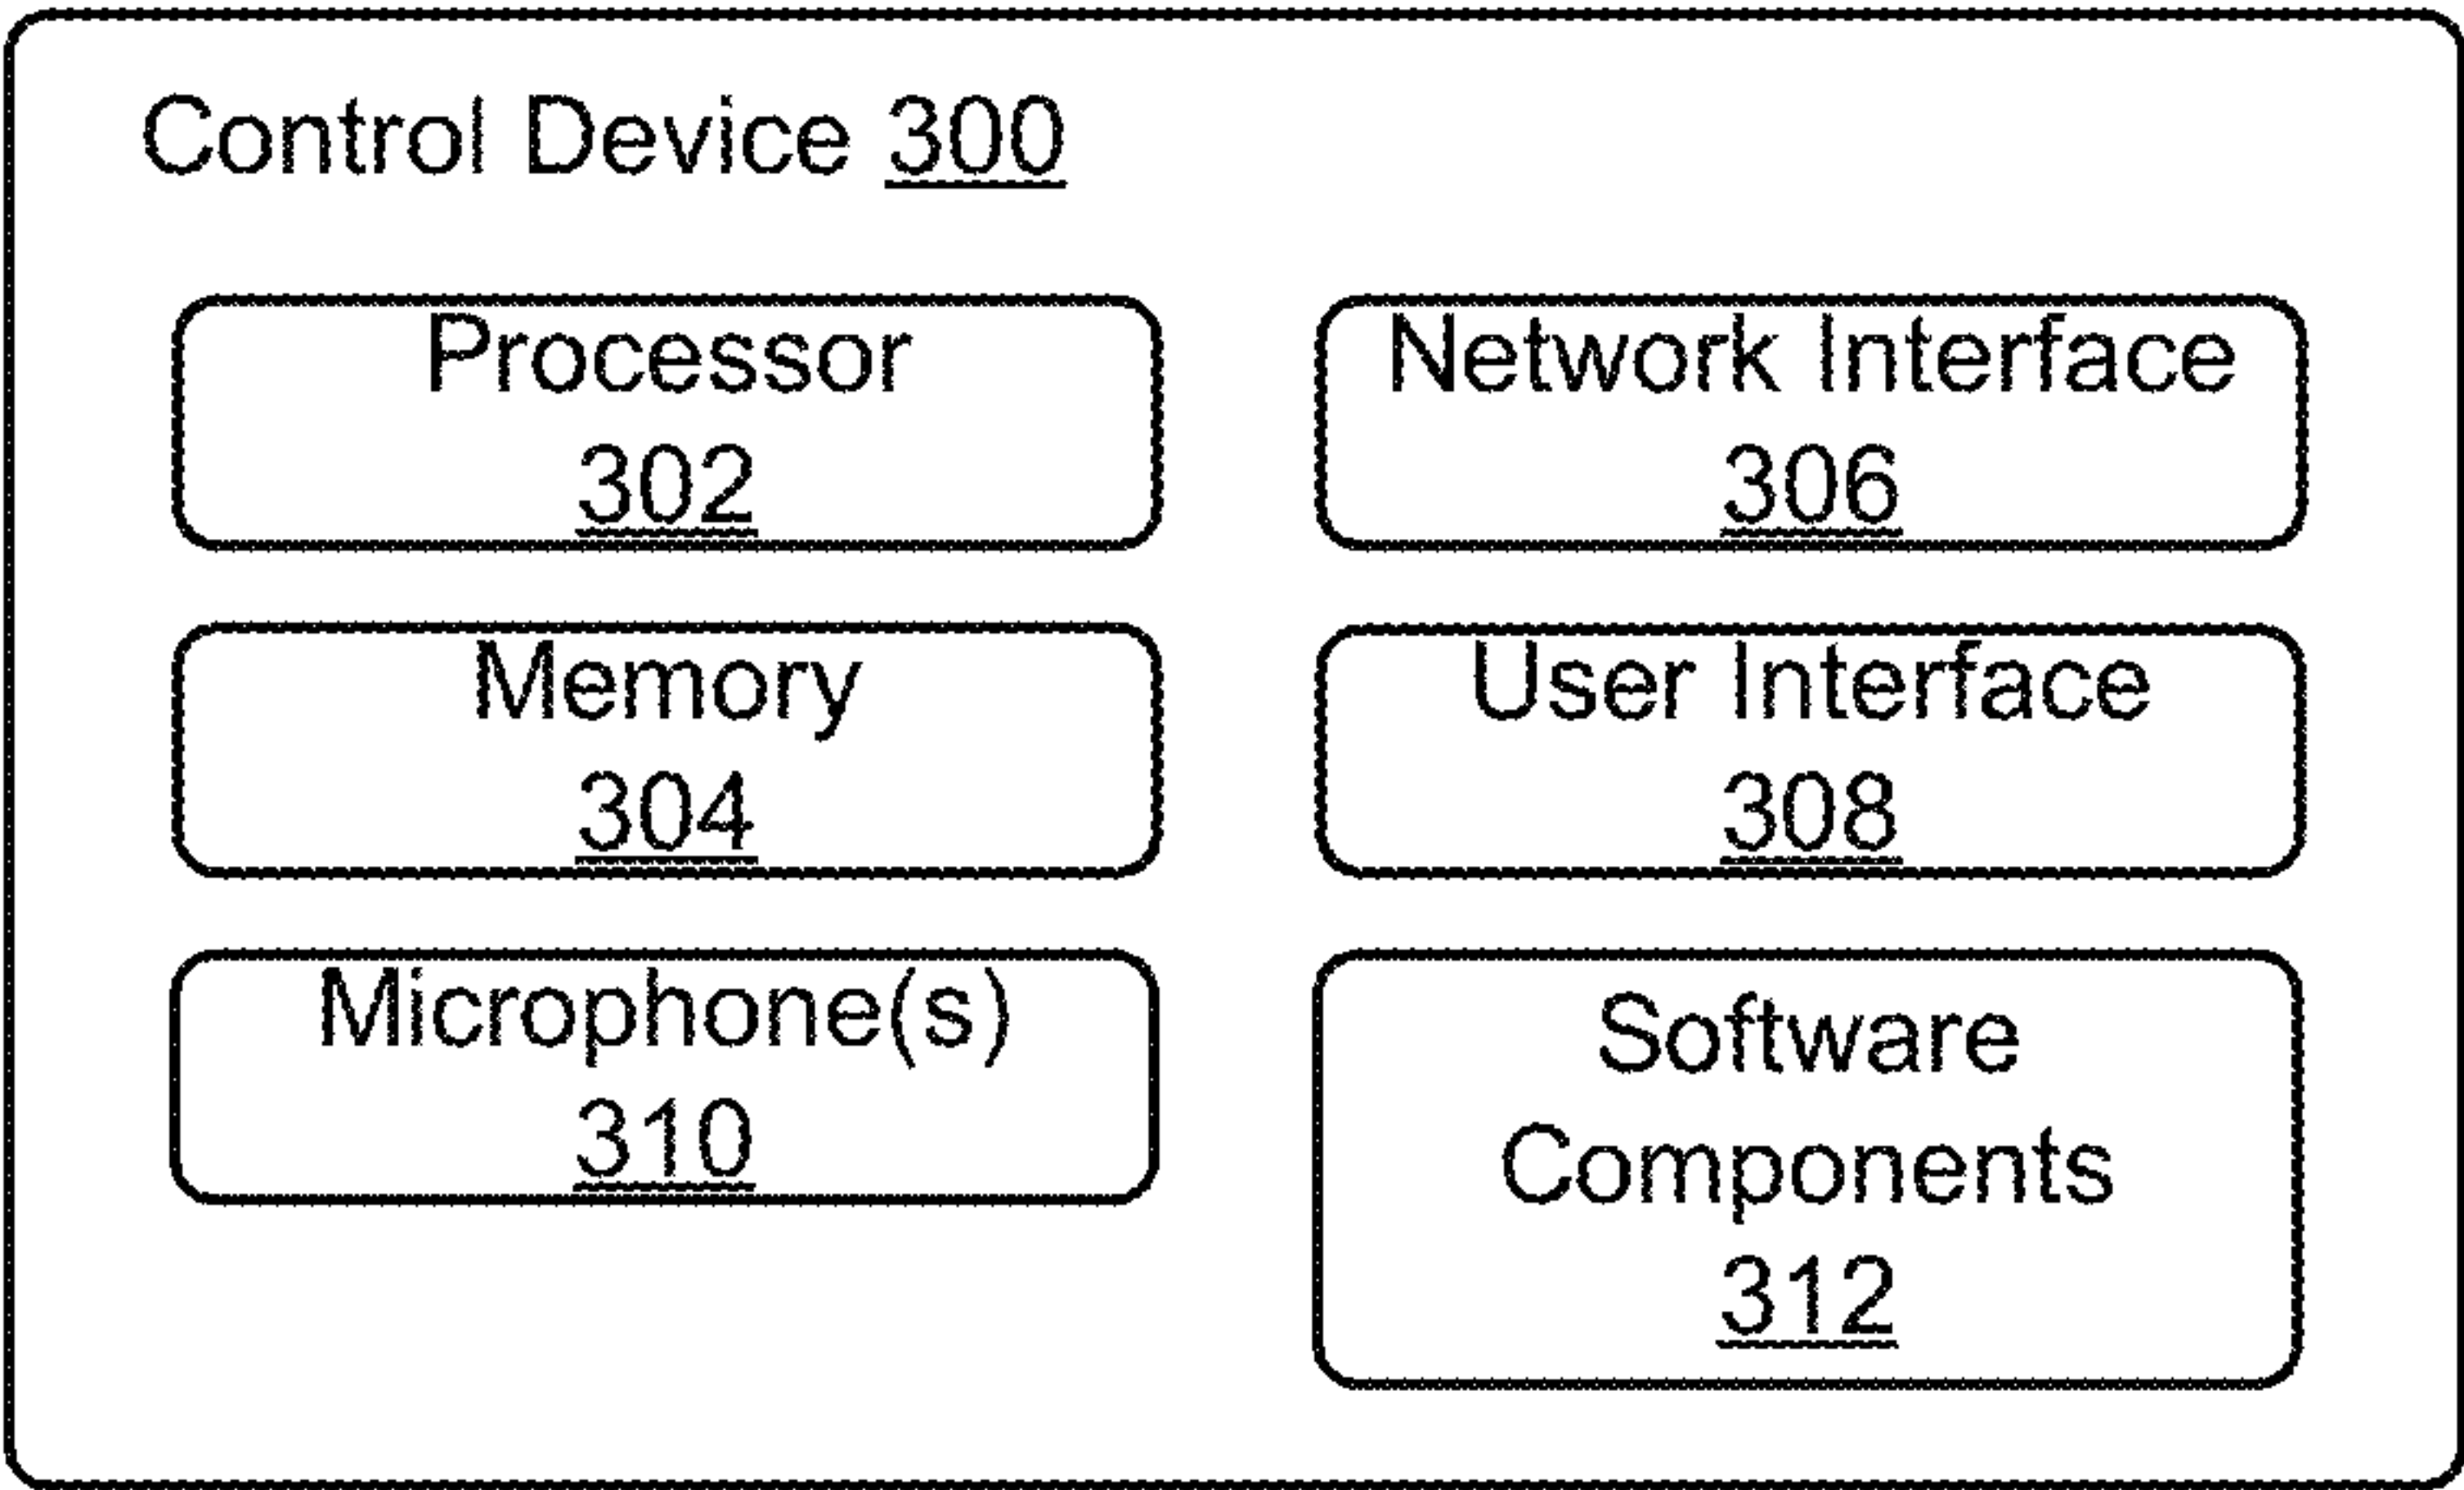 Control Device 300
Processor
302
Network Interface
306
Memory
304
User Interface
308
Microphone(s)
310
Software
Components
312